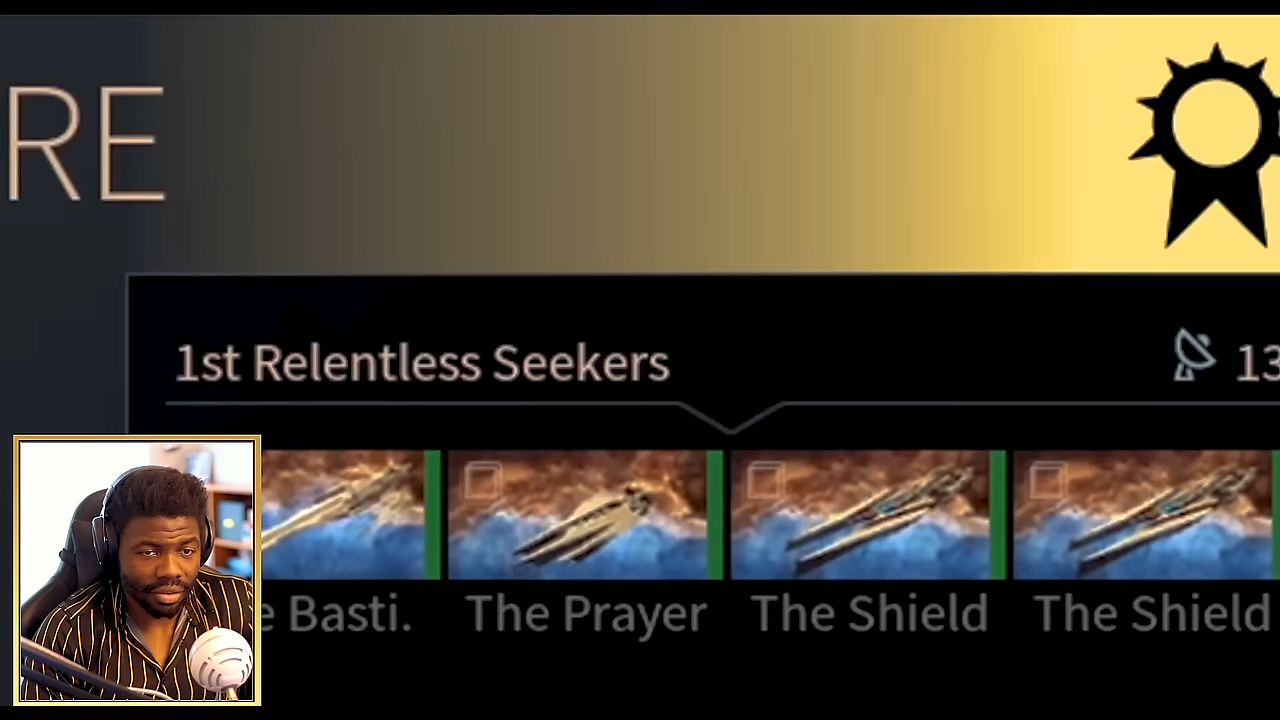 RE
1st Relentless Seekers
13
e Basti.
The Prayer
The Shield
The Shield